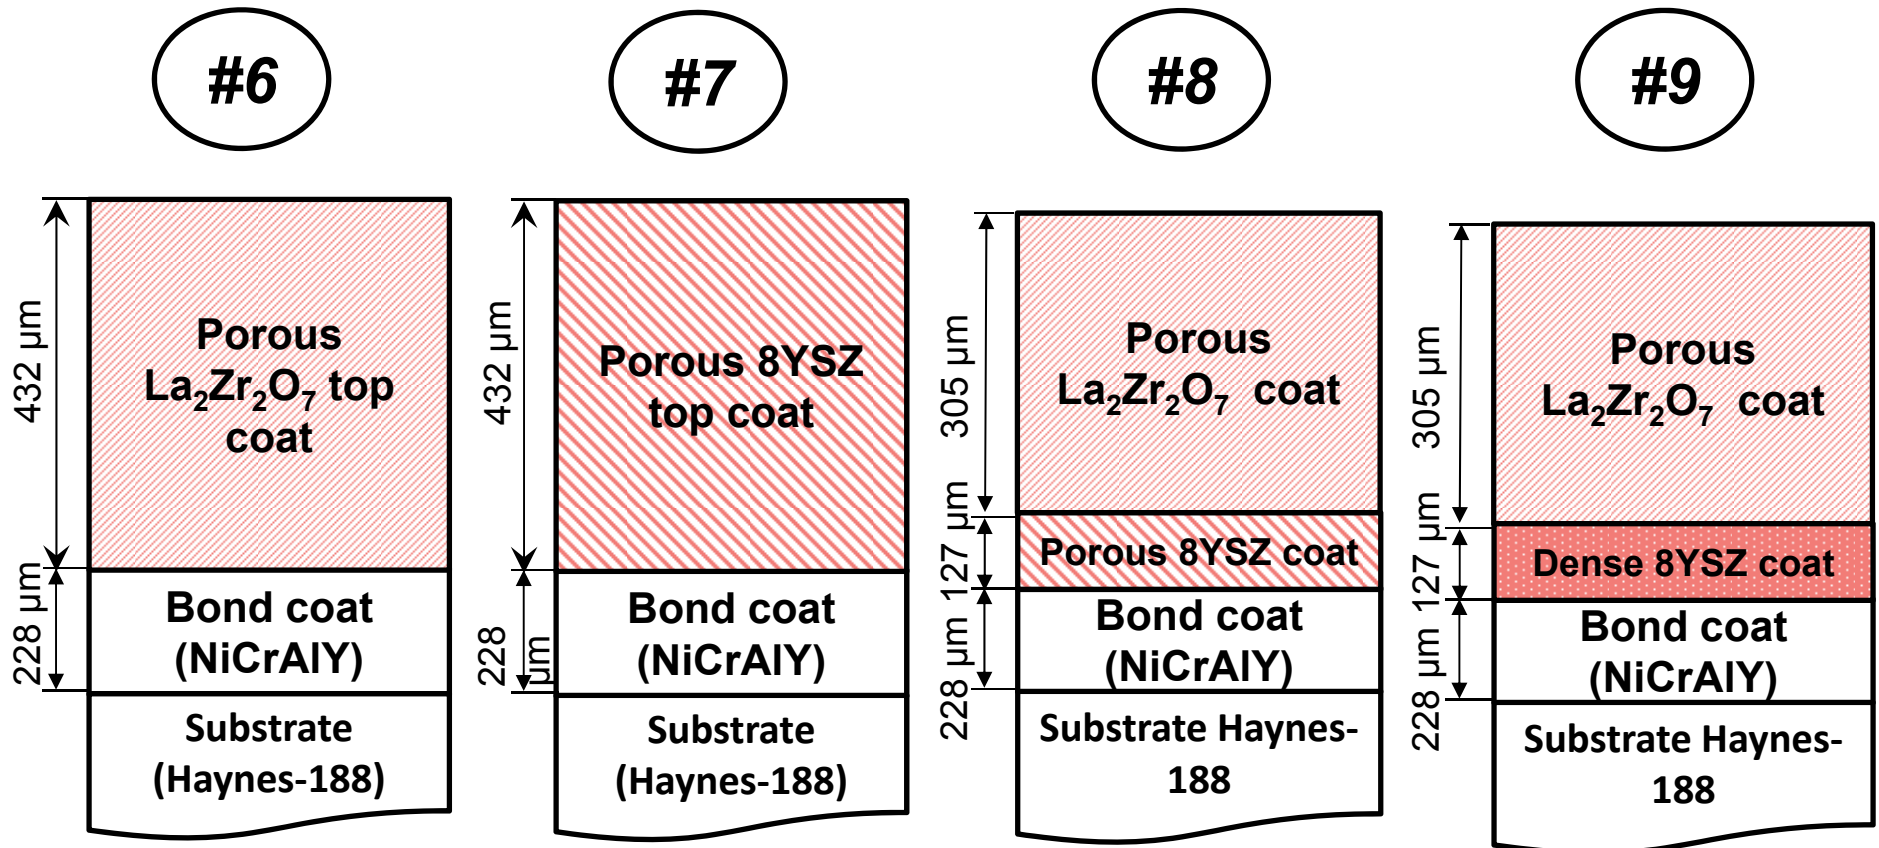 #6
#7
#8
#9
432 µm
Porous
La₂Zr₂O₇ top
coat
228 µm
Bond coat
(NiCrAlY)
Substrate
(Haynes-188)
432 µm
Porous 8YSZ
top coat
228
µm
Bond coat
(NiCrAlY)
Substrate
(Haynes-188)
305 µm
Porous
La₂Zr₂O₇ coat
127 µm
Porous 8YSZ coat
228 µm
Bond coat
(NiCrAlY)
Substrate Haynes-
188
305 µm
Porous
La₂Zr₂O₇ coat
127 µm
Dense 8YSZ coat
228 µm
Bond coat
(NiCrAlY)
Substrate Haynes-
188